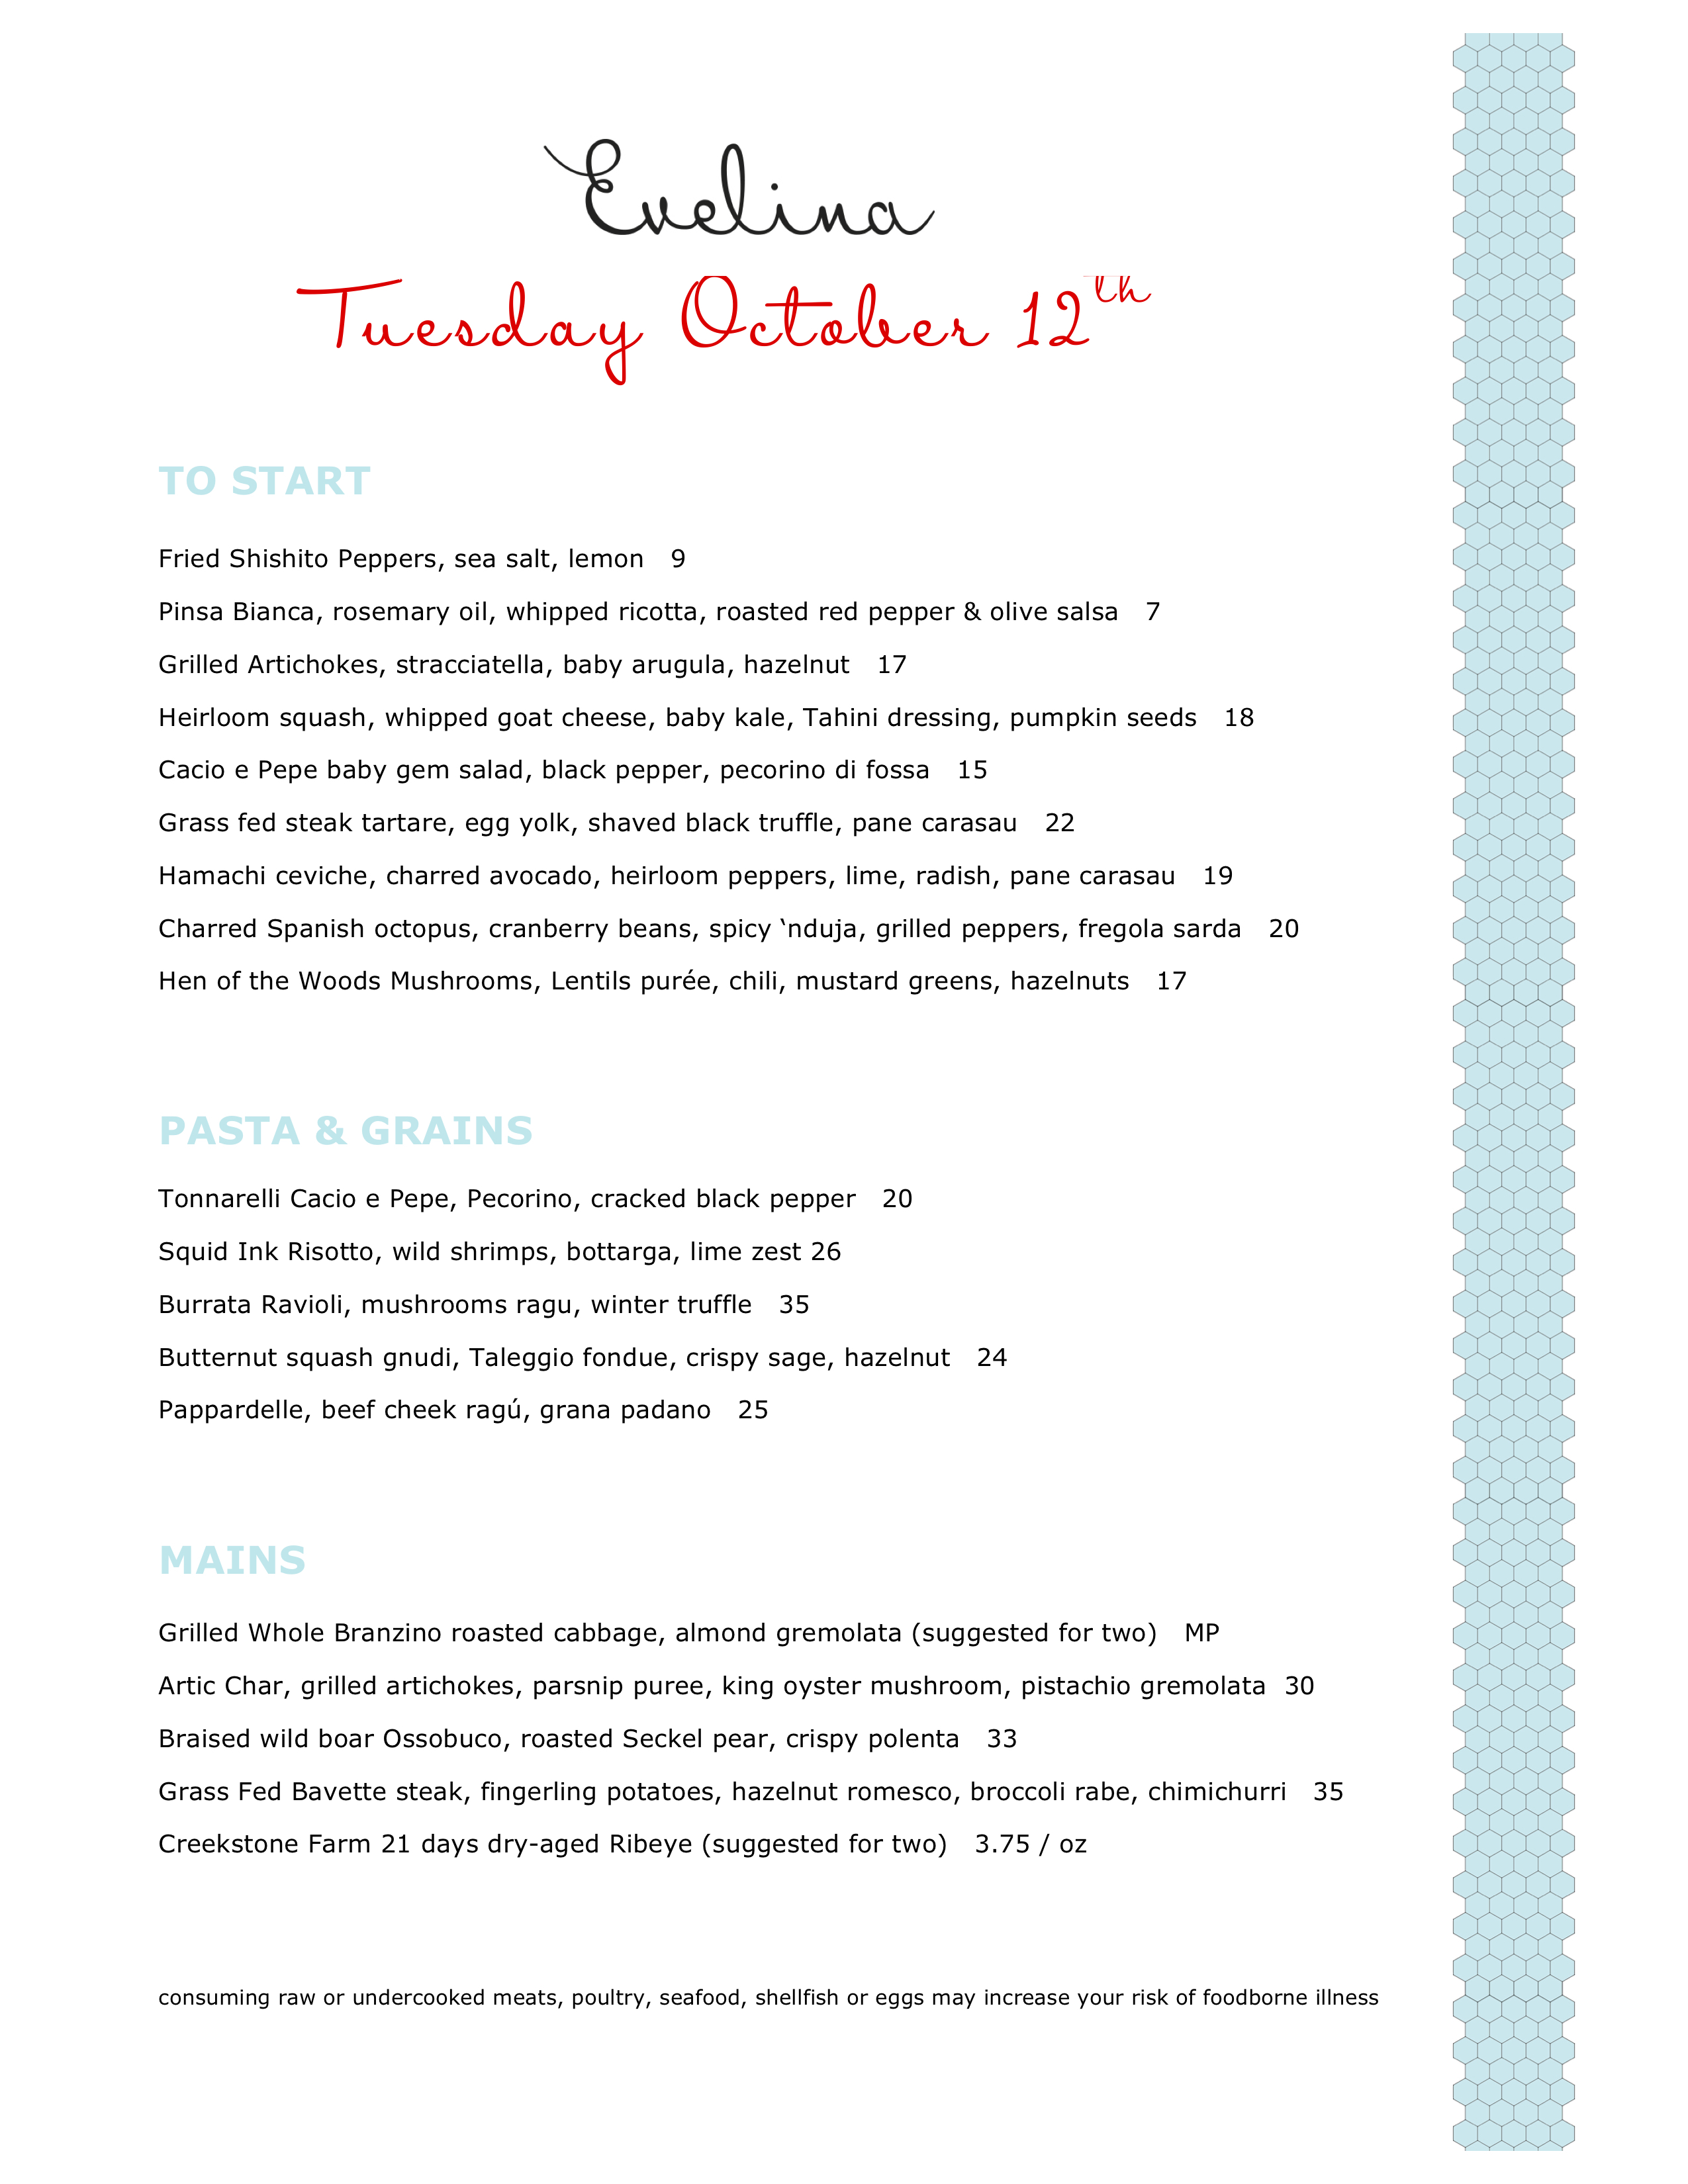 Evelina
Tuesday October 12th
TO START
Fried Shishito Peppers, sea salt, lemon 9
Pinsa Bianca, rosemary oil, whipped ricotta, roasted red pepper & olive salsa 7
Grilled Artichokes, stracciatella, baby arugula, hazelnut 17
Heirloom squash, whipped goat cheese, baby kale, Tahini dressing, pumpkin seeds 18
Cacio e Pepe baby gem salad, black pepper, pecorino di fossa 15
Grass fed steak tartare, egg yolk, shaved black truffle, pane carasau 22
Hamachi ceviche, charred avocado, heirloom peppers, lime, radish, pane carasau 19
Charred Spanish octopus, cranberry beans, spicy ‘nduja, grilled peppers, fregola sarda 20
Hen of the Woods Mushrooms, Lentils purée, chili, mustard greens, hazelnuts 17
PASTA & GRAINS
Tonnarelli Cacio e Pepe, Pecorino, cracked black pepper 20
Squid Ink Risotto, wild shrimps, bottarga, lime zest 26
Burrata Ravioli, mushrooms ragu, winter truffle 35
Butternut squash gnudi, Taleggio fondue, crispy sage, hazelnut 24
Pappardelle, beef cheek ragú, grana padano 25
MAINS
Grilled Whole Branzino roasted cabbage, almond gremolata (suggested for two) MP
Artic Char, grilled artichokes, parsnip puree, king oyster mushroom, pistachio gremolata 30
Braised wild boar Ossobuco, roasted Seckel pear, crispy polenta 33
Grass Fed Bavette steak, fingerling potatoes, hazelnut romesco, broccoli rabe, chimichurri 35
Creekstone Farm 21 days dry-aged Ribeye (suggested for two) 3.75 / oz
consuming raw or undercooked meats, poultry, seafood, shellfish or eggs may increase your risk of foodborne illness